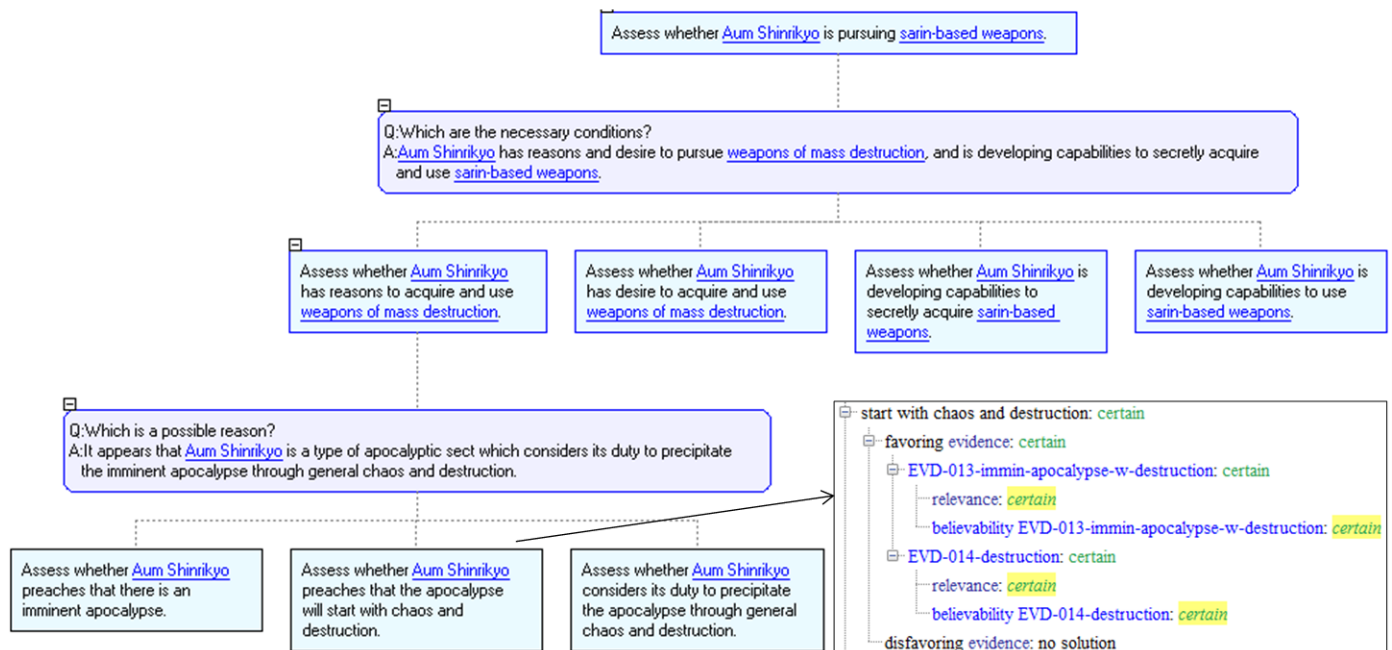 Assess whether Aum Shinrikyo is pursuing sarin-based weapons.
Q:Which are the necessary conditions?
A:Aum Shinrikyo has reasons and desire to pursue weapons of mass destruction, and is developing capabilities to secretly acquire
and use sarin-based weapons.
Assess whether Aum Shinrikyo
has reasons to acquire and use
weapons of mass destruction.
Assess whether Aum Shinrikyo
has desire to acquire and use
weapons of mass destruction.
Assess whether Aum Shinrikyo is
developing capabilities to
secretly acquire sarin-based
weapons.
Assess whether Aum Shinrikyo is
developing capabilities to use
sarin-based weapons.
Q:Which is a possible reason?
A:It appears that Aum Shinrikyo is a type of apocalyptic sect which considers its duty to precipitate
the imminent apocalypse through general chaos and destruction.
Assess whether Aum Shinrikyo
preaches that there is an
imminent apocalypse.
Assess whether Aum Shinrikyo
preaches that the apocalypse
will start with chaos and
destruction.
Assess whether Aum Shinrikyo
considers its duty to precipitate
the apocalypse through general
chaos and destruction.
start with chaos and destruction: certain
favoring evidence: certain
EVD-013-immin-apocalypse-w-destruction: certain
relevance: certain
believability EVD-013-immin-apocalypse-w-destruction: certain
EVD-014-destruction: certain
relevance: certain
believability EVD-014-destruction: certain
disfavoring evidence: no solution